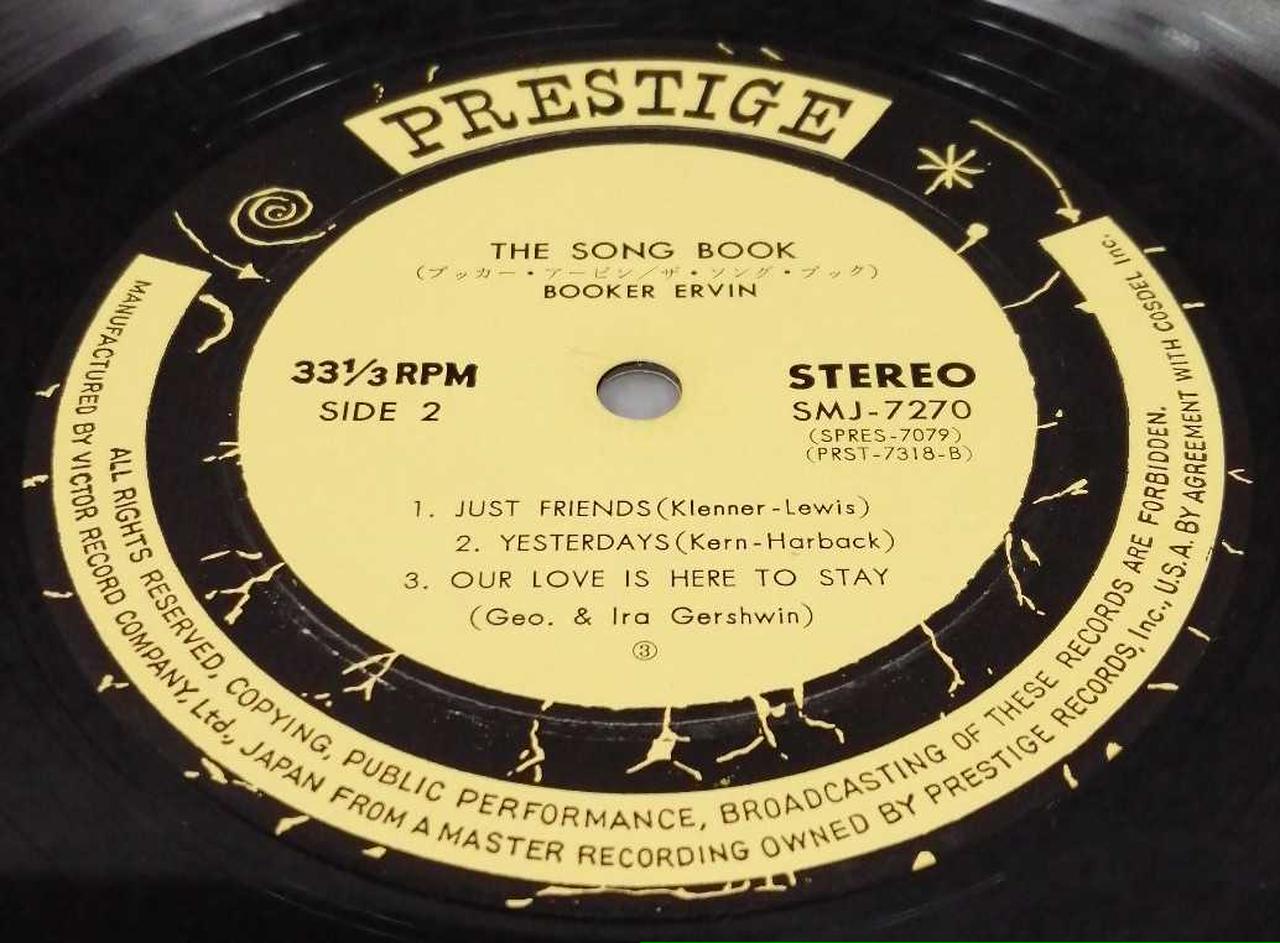 PRESTIGE
THE SONG BOOK
(ブッカー・アービン/ザ・ソング・ブック)
BOOKER ERVIN
33⅓ RPM
SIDE 2
STEREO
SMJ-7270
(SPRES-7079)
(PRST-7318-B)
1. JUST FRIENDS(Klenner-Lewis)
2. YESTERDAYS(Kern-Harback)
3. OUR LOVE IS HERE TO STAY
(Geo. & Ira Gershwin)
③
ALL RIGHTS RESERVED, COPYING, PUBLIC PERFORMANCE, BROADCASTING OF THESE RECORDS ARE FORBIDDEN.
MANUFACTURED BY VICTOR RECORD COMPANY, Ltd., JAPAN FROM A MASTER RECORDING OWNED BY PRESTIGE RECORDS, Inc., U.S.A. BY AGREEMENT WITH COSDEL Inc.